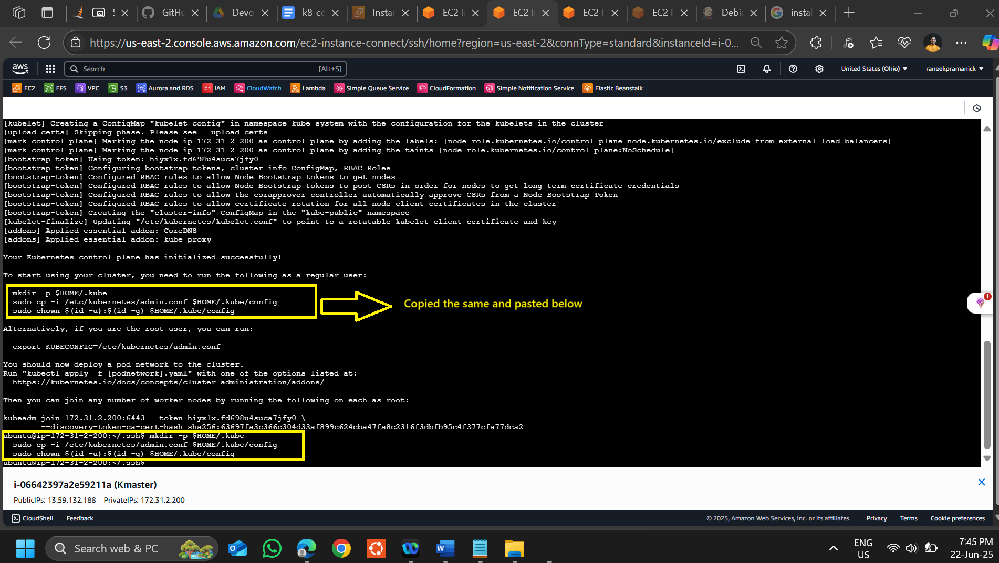 GitHu
Devo
k8-co
Instan
EC2 I
EC2 I
EC2 I
EC2 I
Debia
instal
https://us-east-2.console.aws.amazon.com/ec2-instance-connect/ssh/home?region=us-east-2&connType=standard&instanceId=i-0...
aws
Search [Alt+S]
United States (Ohio) ▼
raneekpramanick ▼
EC2 EFS VPC S3 Aurora and RDS IAM CloudWatch Lambda Simple Queue Service CloudFormation Simple Notification Service Elastic Beanstalk
[kubelet] Creating a ConfigMap "kubelet-config" in namespace kube-system with the configuration for the kubelets in the cluster
[upload-certs] Skipping phase. Please see --upload-certs
[mark-control-plane] Marking the node ip-172-31-2-200 as control-plane by adding the labels: [node-role.kubernetes.io/control-plane node.kubernetes.io/exclude-from-external-load-balancers]
[mark-control-plane] Marking the node ip-172-31-2-200 as control-plane by adding the taints [node-role.kubernetes.io/control-plane:NoSchedule]
[bootstrap-token] Using token: hiyx1x.fd698u4suca7jfy0
[bootstrap-token] Configuring bootstrap tokens, cluster-info ConfigMap, RBAC Roles
[bootstrap-token] Configured RBAC rules to allow Node Bootstrap tokens to get nodes
[bootstrap-token] Configured RBAC rules to allow Node Bootstrap tokens to post CSRs in order for nodes to get long term certificate credentials
[bootstrap-token] Configured RBAC rules to allow the csrapprover controller automatically approve CSRs from a Node Bootstrap Token
[bootstrap-token] Configured RBAC rules to allow certificate rotation for all node client certificates in the cluster
[bootstrap-token] Creating the "cluster-info" ConfigMap in the "kube-public" namespace
[kubelet-finalize] Updating "/etc/kubernetes/kubelet.conf" to point to a rotatable kubelet client certificate and key
[addons] Applied essential addon: CoreDNS
[addons] Applied essential addon: kube-proxy
Your Kubernetes control-plane has initialized successfully!
To start using your cluster, you need to run the following as a regular user:
mkdir -p $HOME/.kube
sudo cp -i /etc/kubernetes/admin.conf $HOME/.kube/config
sudo chown $(id -u):$(id -g) $HOME/.kube/config
Copied the same and pasted below
Alternatively, if you are the root user, you can run:
export KUBECONFIG=/etc/kubernetes/admin.conf
You should now deploy a pod network to the cluster.
Run "kubectl apply -f [podnetwork].yaml" with one of the options listed at:
https://kubernetes.io/docs/concepts/cluster-administration/addons/
Then you can join any number of worker nodes by running the following on each as root:
kubeadm join 172.31.2.200:6443 --token hiyx1x.fd698u4suca7jfy0 \
--discovery-token-ca-cert-hash sha256:63697fa3c366c304d33af899c624cba47fa8c2316f3dbfb95c4f377cfa77dca2
ubuntu@ip-172-31-2-200:~/.ssh$ mkdir -p $HOME/.kube
sudo cp -i /etc/kubernetes/admin.conf $HOME/.kube/config
sudo chown $(id -u):$(id -g) $HOME/.kube/config
ubuntu@ip-172-31-2-200:~/.ssh$
1
i-06642397a2e59211a (Kmaster)
PublicIPs: 13.59.132.188 PrivateIPs: 172.31.2.200
CloudShell Feedback
© 2025, Amazon Web Services, Inc. or its affiliates. Privacy Terms Cookie preferences
Search web & PC
ENG
US
7:45 PM
22-Jun-25